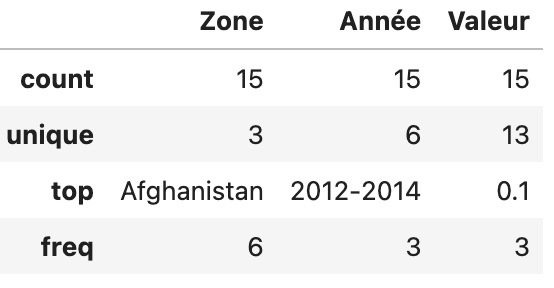 Zone Année Valeur
count 15 15 15
unique 3 6 13
top Afghanistan 2012-2014 0.1
freq 6 3 3